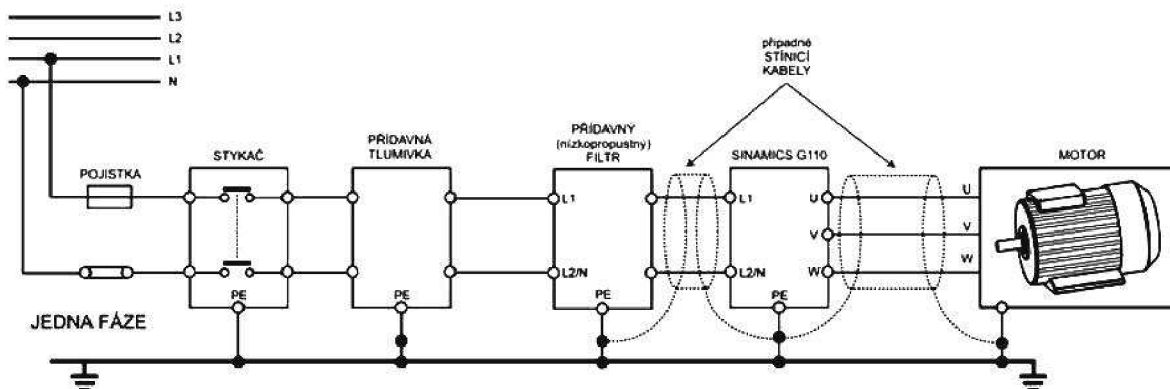 L3
L2
L1
N
případné
STÍNICÍ
KABELY
POJISTKA
STYKAČ
PŘÍDAVNÁ
TLUMIVKA
PŘÍDAVNÝ
(nízkopropustný)
FILTR
SINAMICS G110
MOTOR
L1
L1
U
U
V
V
L2/N
L2/N
W
W
PE
PE
PE
JEDNA FÁZE